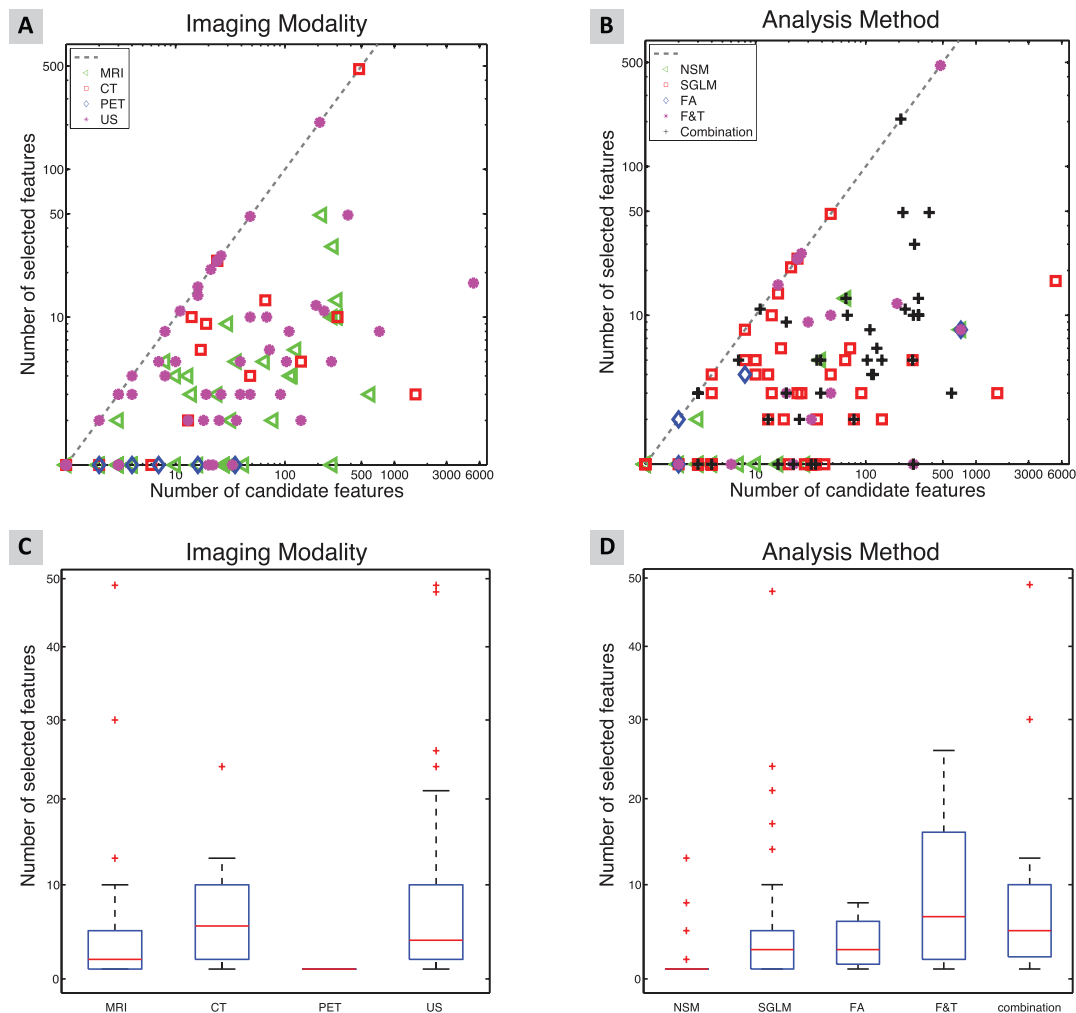 A
Imaging Modality
Number of selected features
500
100
50
10
MRI
CT
PET
US
10
100
500
1000
3000
6000
Number of candidate features
B
Analysis Method
Number of selected features
500
100
50
10
NSM
SGLM
FA
F&T
Combination
10
100
500
1000
3000
6000
Number of candidate features
C
Imaging Modality
Number of selected features
50
40
30
20
10
0
MRI
CT
PET
US
D
Analysis Method
Number of selected features
50
40
30
20
10
0
NSM
SGLM
FA
F&T
combination